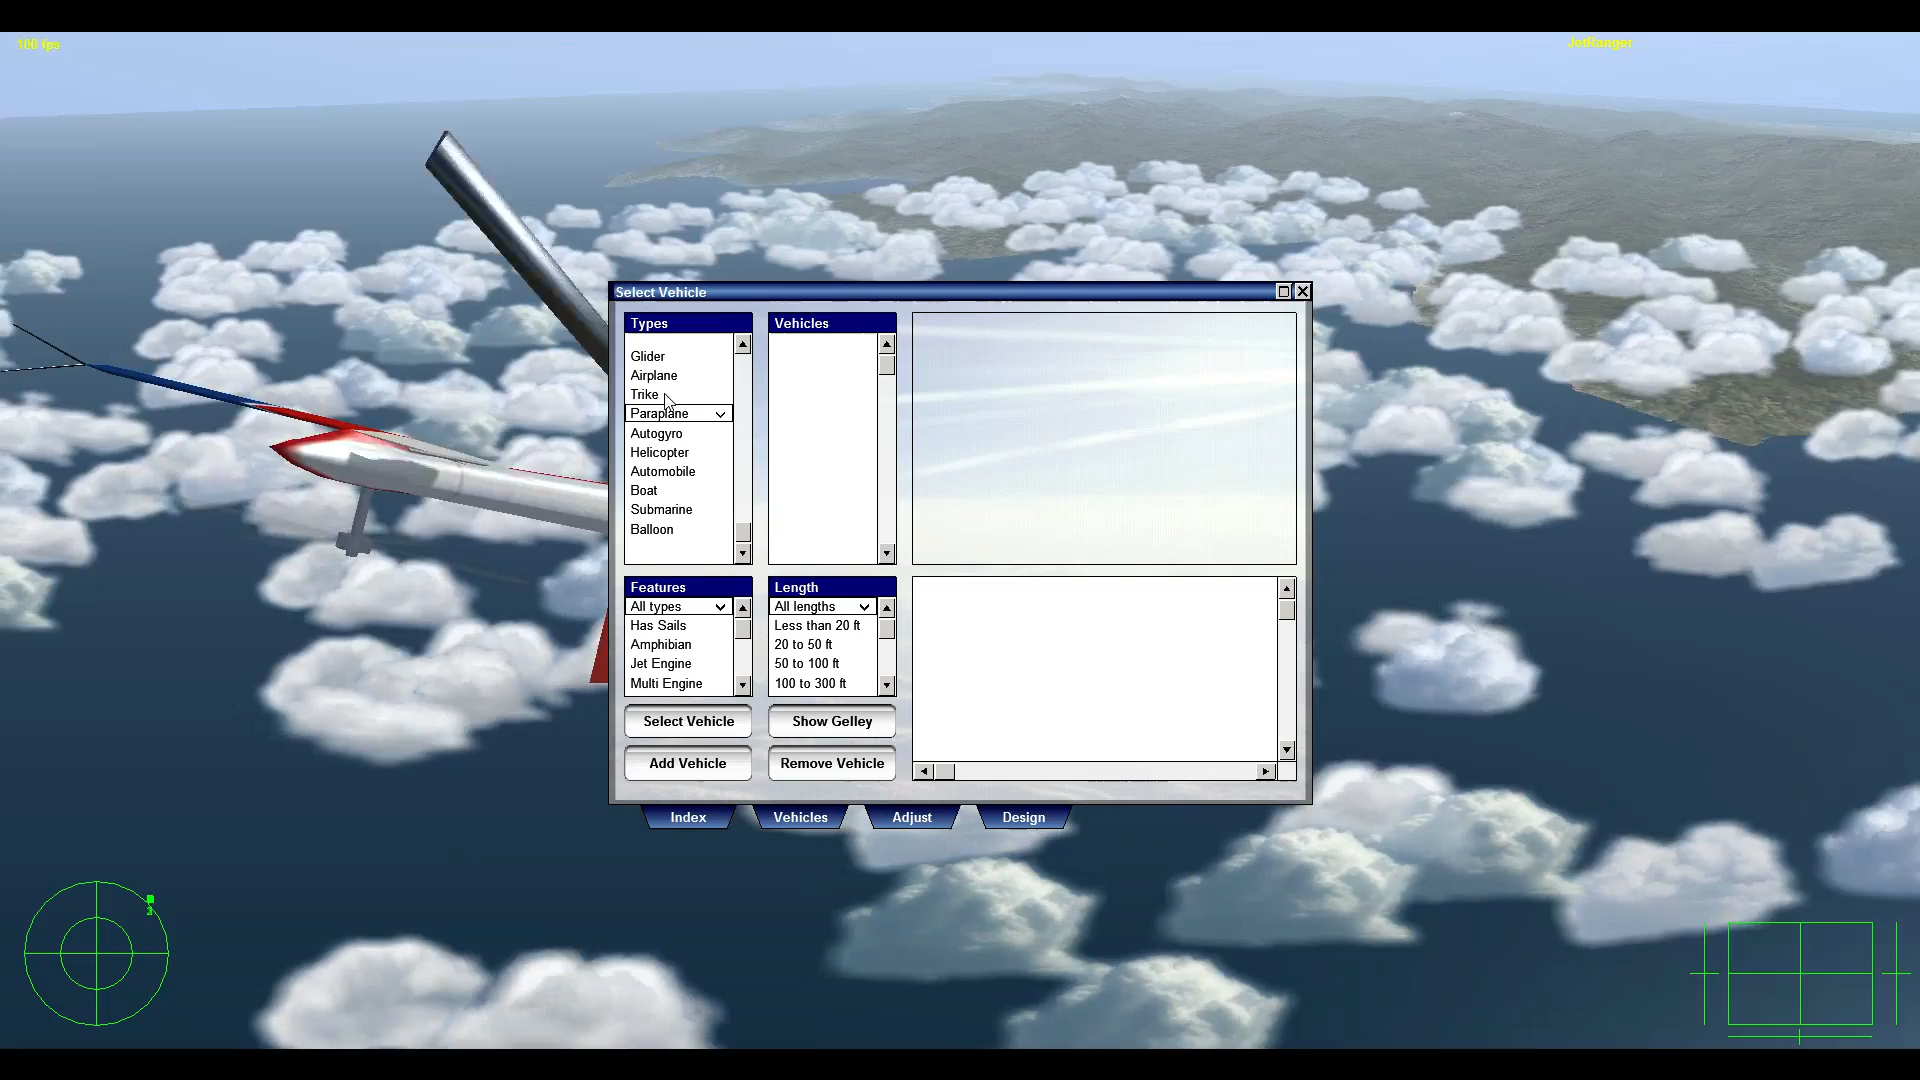 100 fps
JetRanger
Select Vehicle
Types
Glider
Airplane
Trike
Paraplane
Autogyro
Helicopter
Automobile
Boat
Submarine
Balloon
Vehicles
Features
All types
Has Sails
Amphibian
Jet Engine
Multi Engine
Length
All lengths
Less than 20 ft
20 to 50 ft
50 to 100 ft
100 to 300 ft
Select Vehicle
Show Gelley
Add Vehicle
Remove Vehicle
Index
Vehicles
Adjust
Design